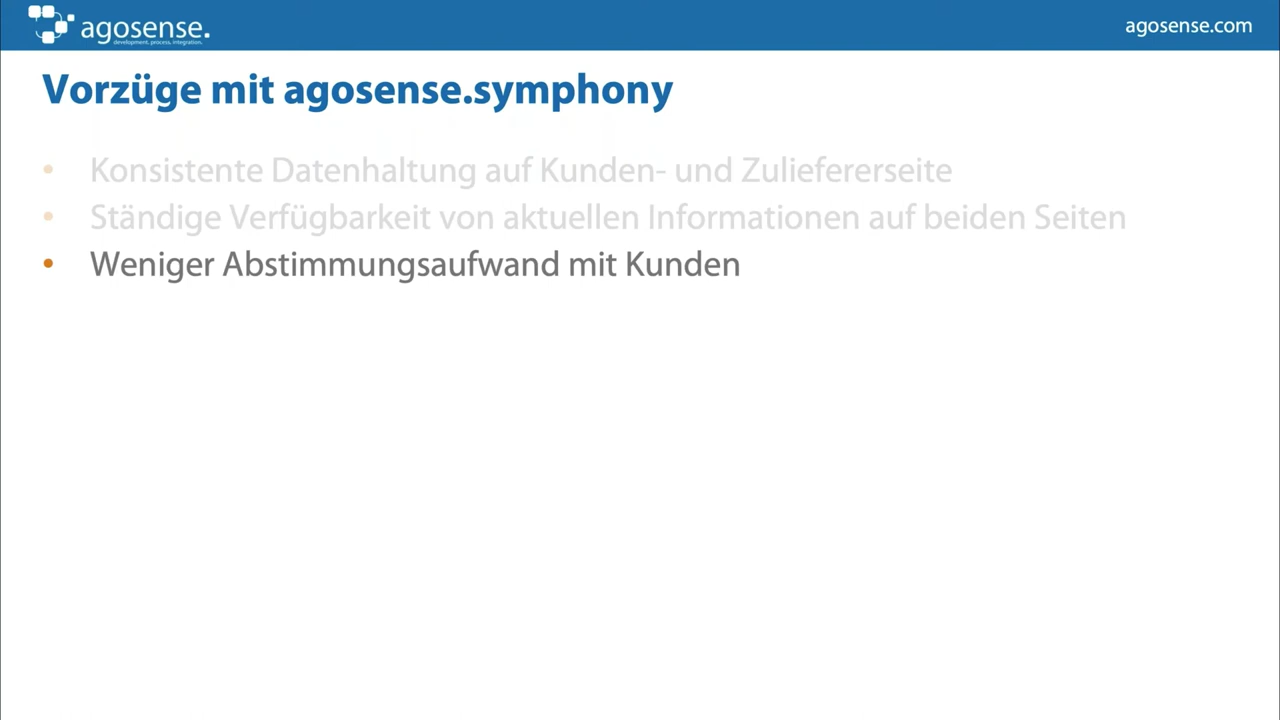 agosense.
development. process. integration.
agosense.com
Vorzüge mit agosense.symphony
• Konsistente Datenhaltung auf Kunden- und Zuliefererseite
• Ständige Verfügbarkeit von aktuellen Informationen auf beiden Seiten
• Weniger Abstimmungsaufwand mit Kunden